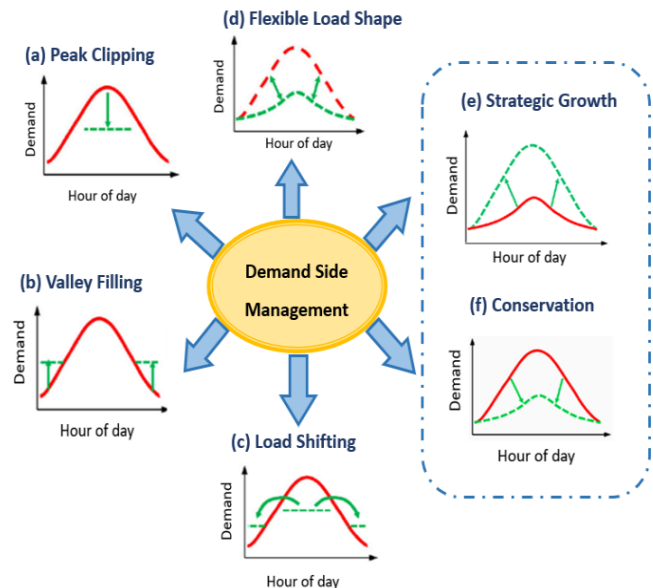 (d) Flexible Load Shape
Demand
Hour of day
(a) Peak Clipping
Demand
Hour of day
(e) Strategic Growth
Demand
Hour of day
Demand Side
Management
(b) Valley Filling
Demand
Hour of day
(f) Conservation
Demand
Hour of day
(c) Load Shifting
Demand
Hour of day